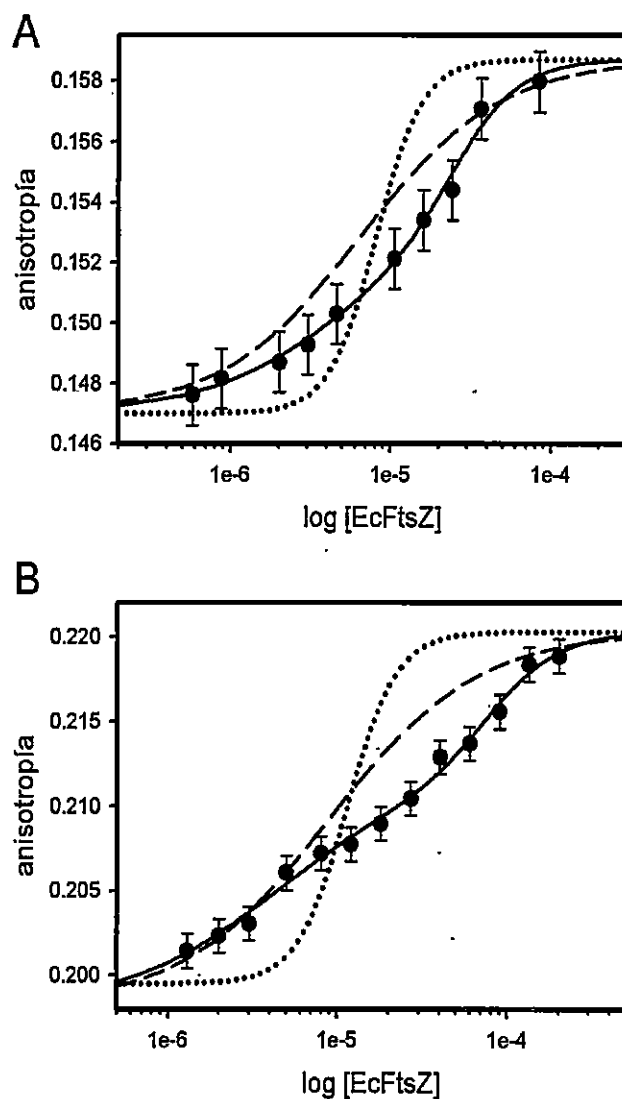 A
0.158
0.156
0.154
0.152
0.150
0.148
0.146
anisotropía
1e-6 1e-5 1e-4
log [EcFtsZ]
B
0.220
0.215
0.210
0.205
0.200
anisotropía
1e-6 1e-5 1e-4
log [EcFtsZ]